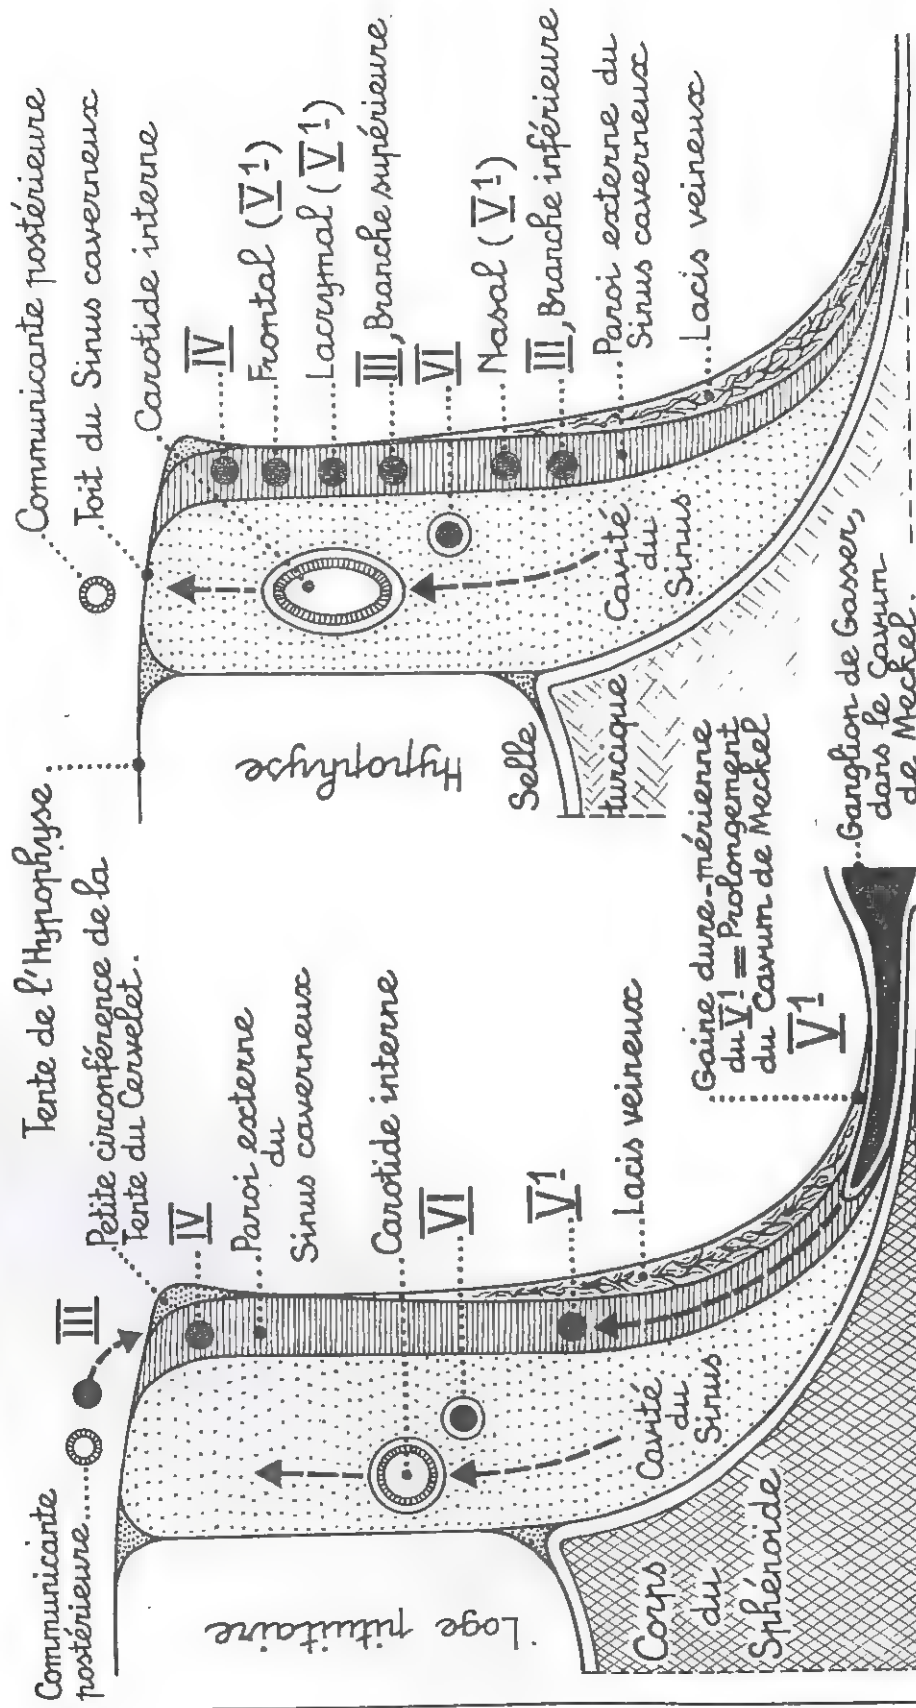 Communicante
postérieure
III
Petite circonférence de la
Tente du Cervelet.
IV
Paroi externe
du
Sinus caverneux
Carotide interne
VI
V1
Lacis veineux
Loge pituitaire
Cavité
du
Sinus
Corps
du
Sphénoïde
Gaine dure-mérienne
du V1 = Prolongement
du Cavum de Meckel
V1
Ganglion de Gasser,
dans le Cavum
de Meckel.
Tente de l'Hypophyse
Communicante postérieure
Toit du Sinus caverneux
Carotide interne
IV
Frontal (V1)
Lacrymal (V1)
III, Branche supérieure.
VI
Nasal (V1)
III, Branche inférieure
Paroi externe du
Sinus caverneux
Lacis veineux
Hypophyse
Cavité
du
Sinus
Selle
turcique